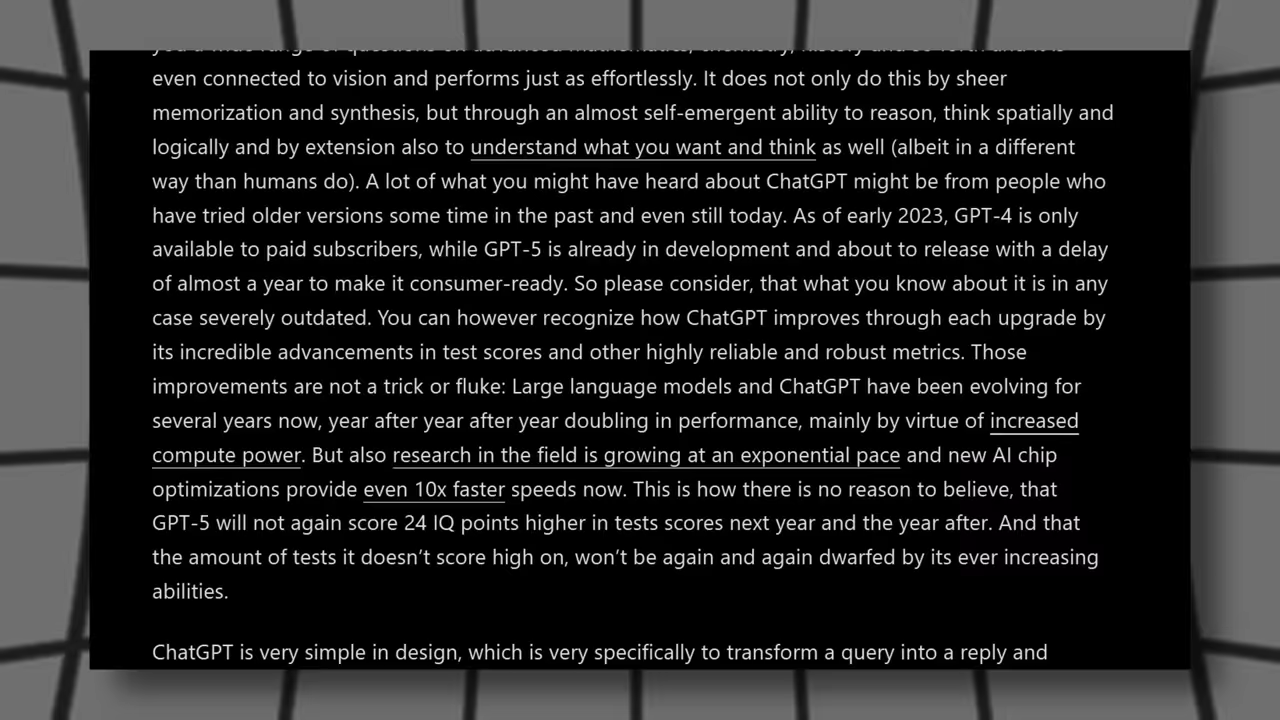 even connected to vision and performs just as effortlessly. It does not only do this by sheer
memorization and synthesis, but through an almost self-emergent ability to reason, think spatially and
logically and by extension also to understand what you want and think as well (albeit in a different
way than humans do). A lot of what you might have heard about ChatGPT might be from people who
have tried older versions some time in the past and even still today. As of early 2023, GPT-4 is only
available to paid subscribers, while GPT-5 is already in development and about to release with a delay
of almost a year to make it consumer-ready. So please consider, that what you know about it is in any
case severely outdated. You can however recognize how ChatGPT improves through each upgrade by
its incredible advancements in test scores and other highly reliable and robust metrics. Those
improvements are not a trick or fluke: Large language models and ChatGPT have been evolving for
several years now, year after year after year doubling in performance, mainly by virtue of increased
compute power. But also research in the field is growing at an exponential pace and new AI chip
optimizations provide even 10x faster speeds now. This is how there is no reason to believe, that
GPT-5 will not again score 24 IQ points higher in tests scores next year and the year after. And that
the amount of tests it doesn’t score high on, won’t be again and again dwarfed by its ever increasing
abilities.
ChatGPT is very simple in design, which is very specifically to transform a query into a reply and